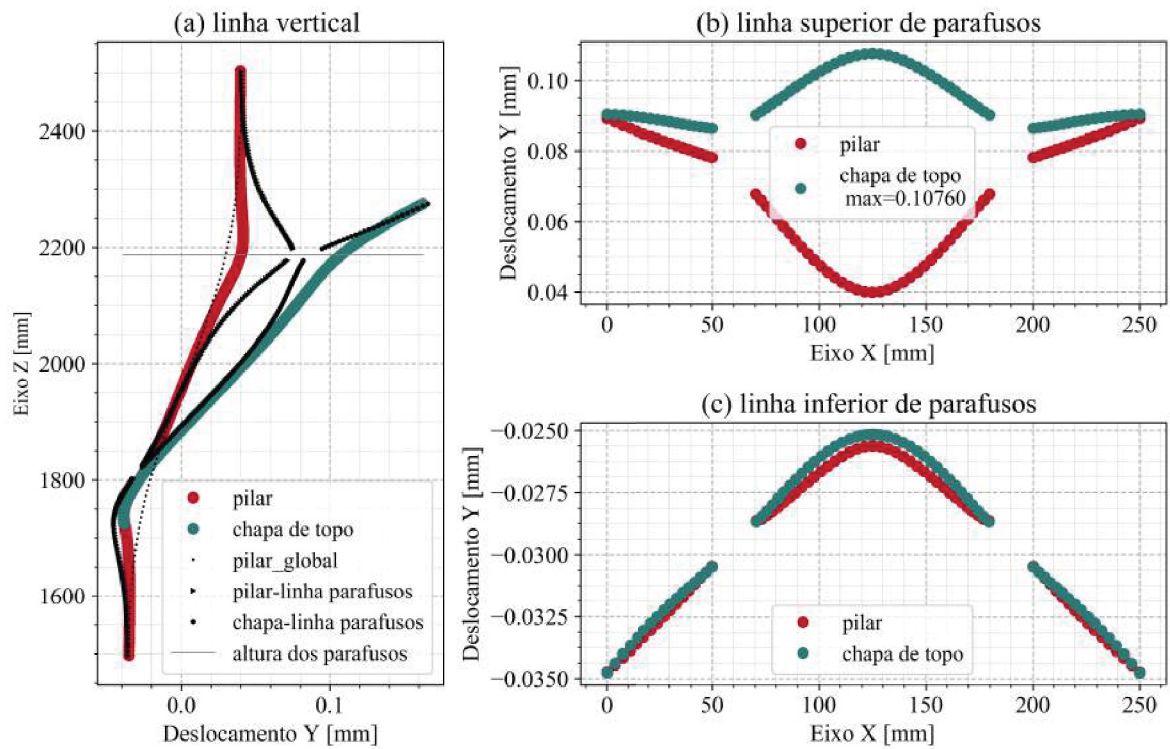 (a) linha vertical
2400
2200
2000
1800
1600
Eixo Z [mm]
0.0
0.1
Deslocamento Y [mm]
pilar
chapa de topo
pilar_global
pilar-linha parafusos
chapa-linha parafusos
altura dos parafusos
(b) linha superior de parafusos
0.10
0.08
0.06
0.04
Deslocamento Y [mm]
pilar
chapa de topo
max=0.10760
0
50
100
150
200
250
Eixo X [mm]
(c) linha inferior de parafusos
−0.0250
−0.0275
−0.0300
−0.0325
−0.0350
Deslocamento Y [mm]
pilar
chapa de topo
0
50
100
150
200
250
Eixo X [mm]